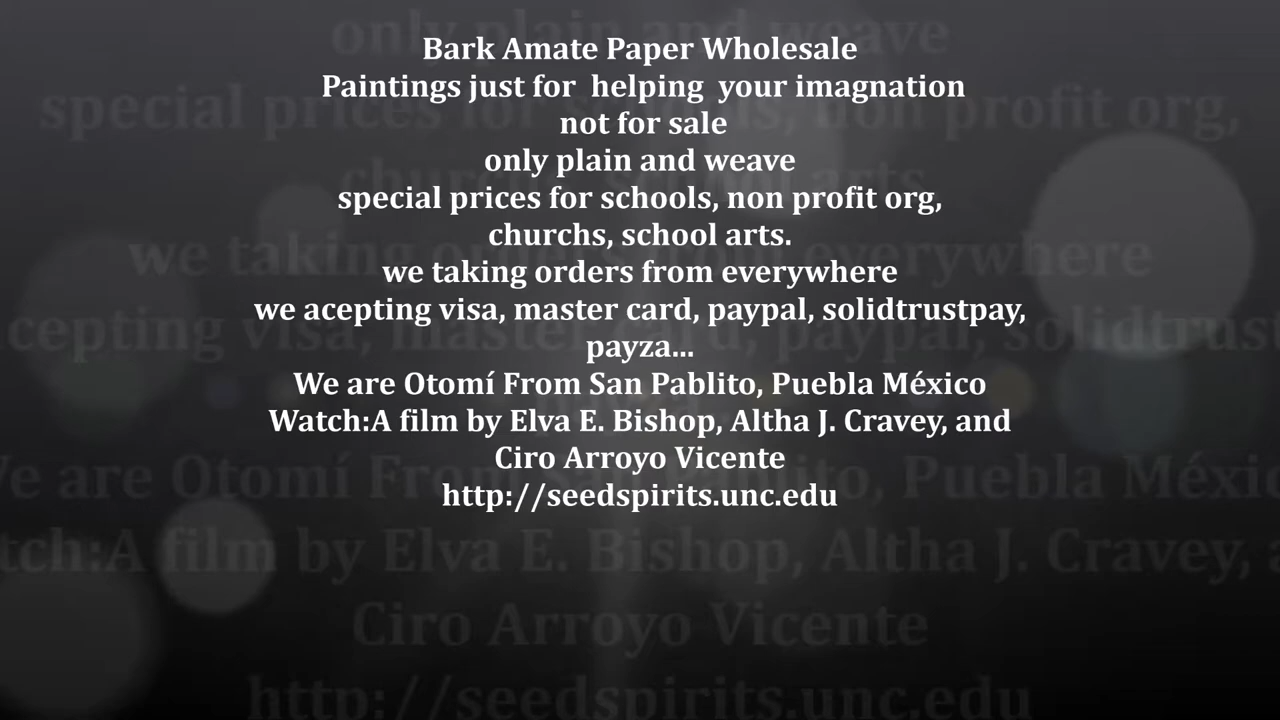 Bark Amate Paper Wholesale
Paintings just for  helping  your imagnation
not for sale
only plain and weave
special prices for schools, non profit org,
churchs, school arts.
we taking orders from everywhere
we acepting visa, master card, paypal, solidtrustpay,
payza...
We are Otomí From San Pablito, Puebla México
Watch:A film by Elva E. Bishop, Altha J. Cravey, and
Ciro Arroyo Vicente
http://seedspirits.unc.edu